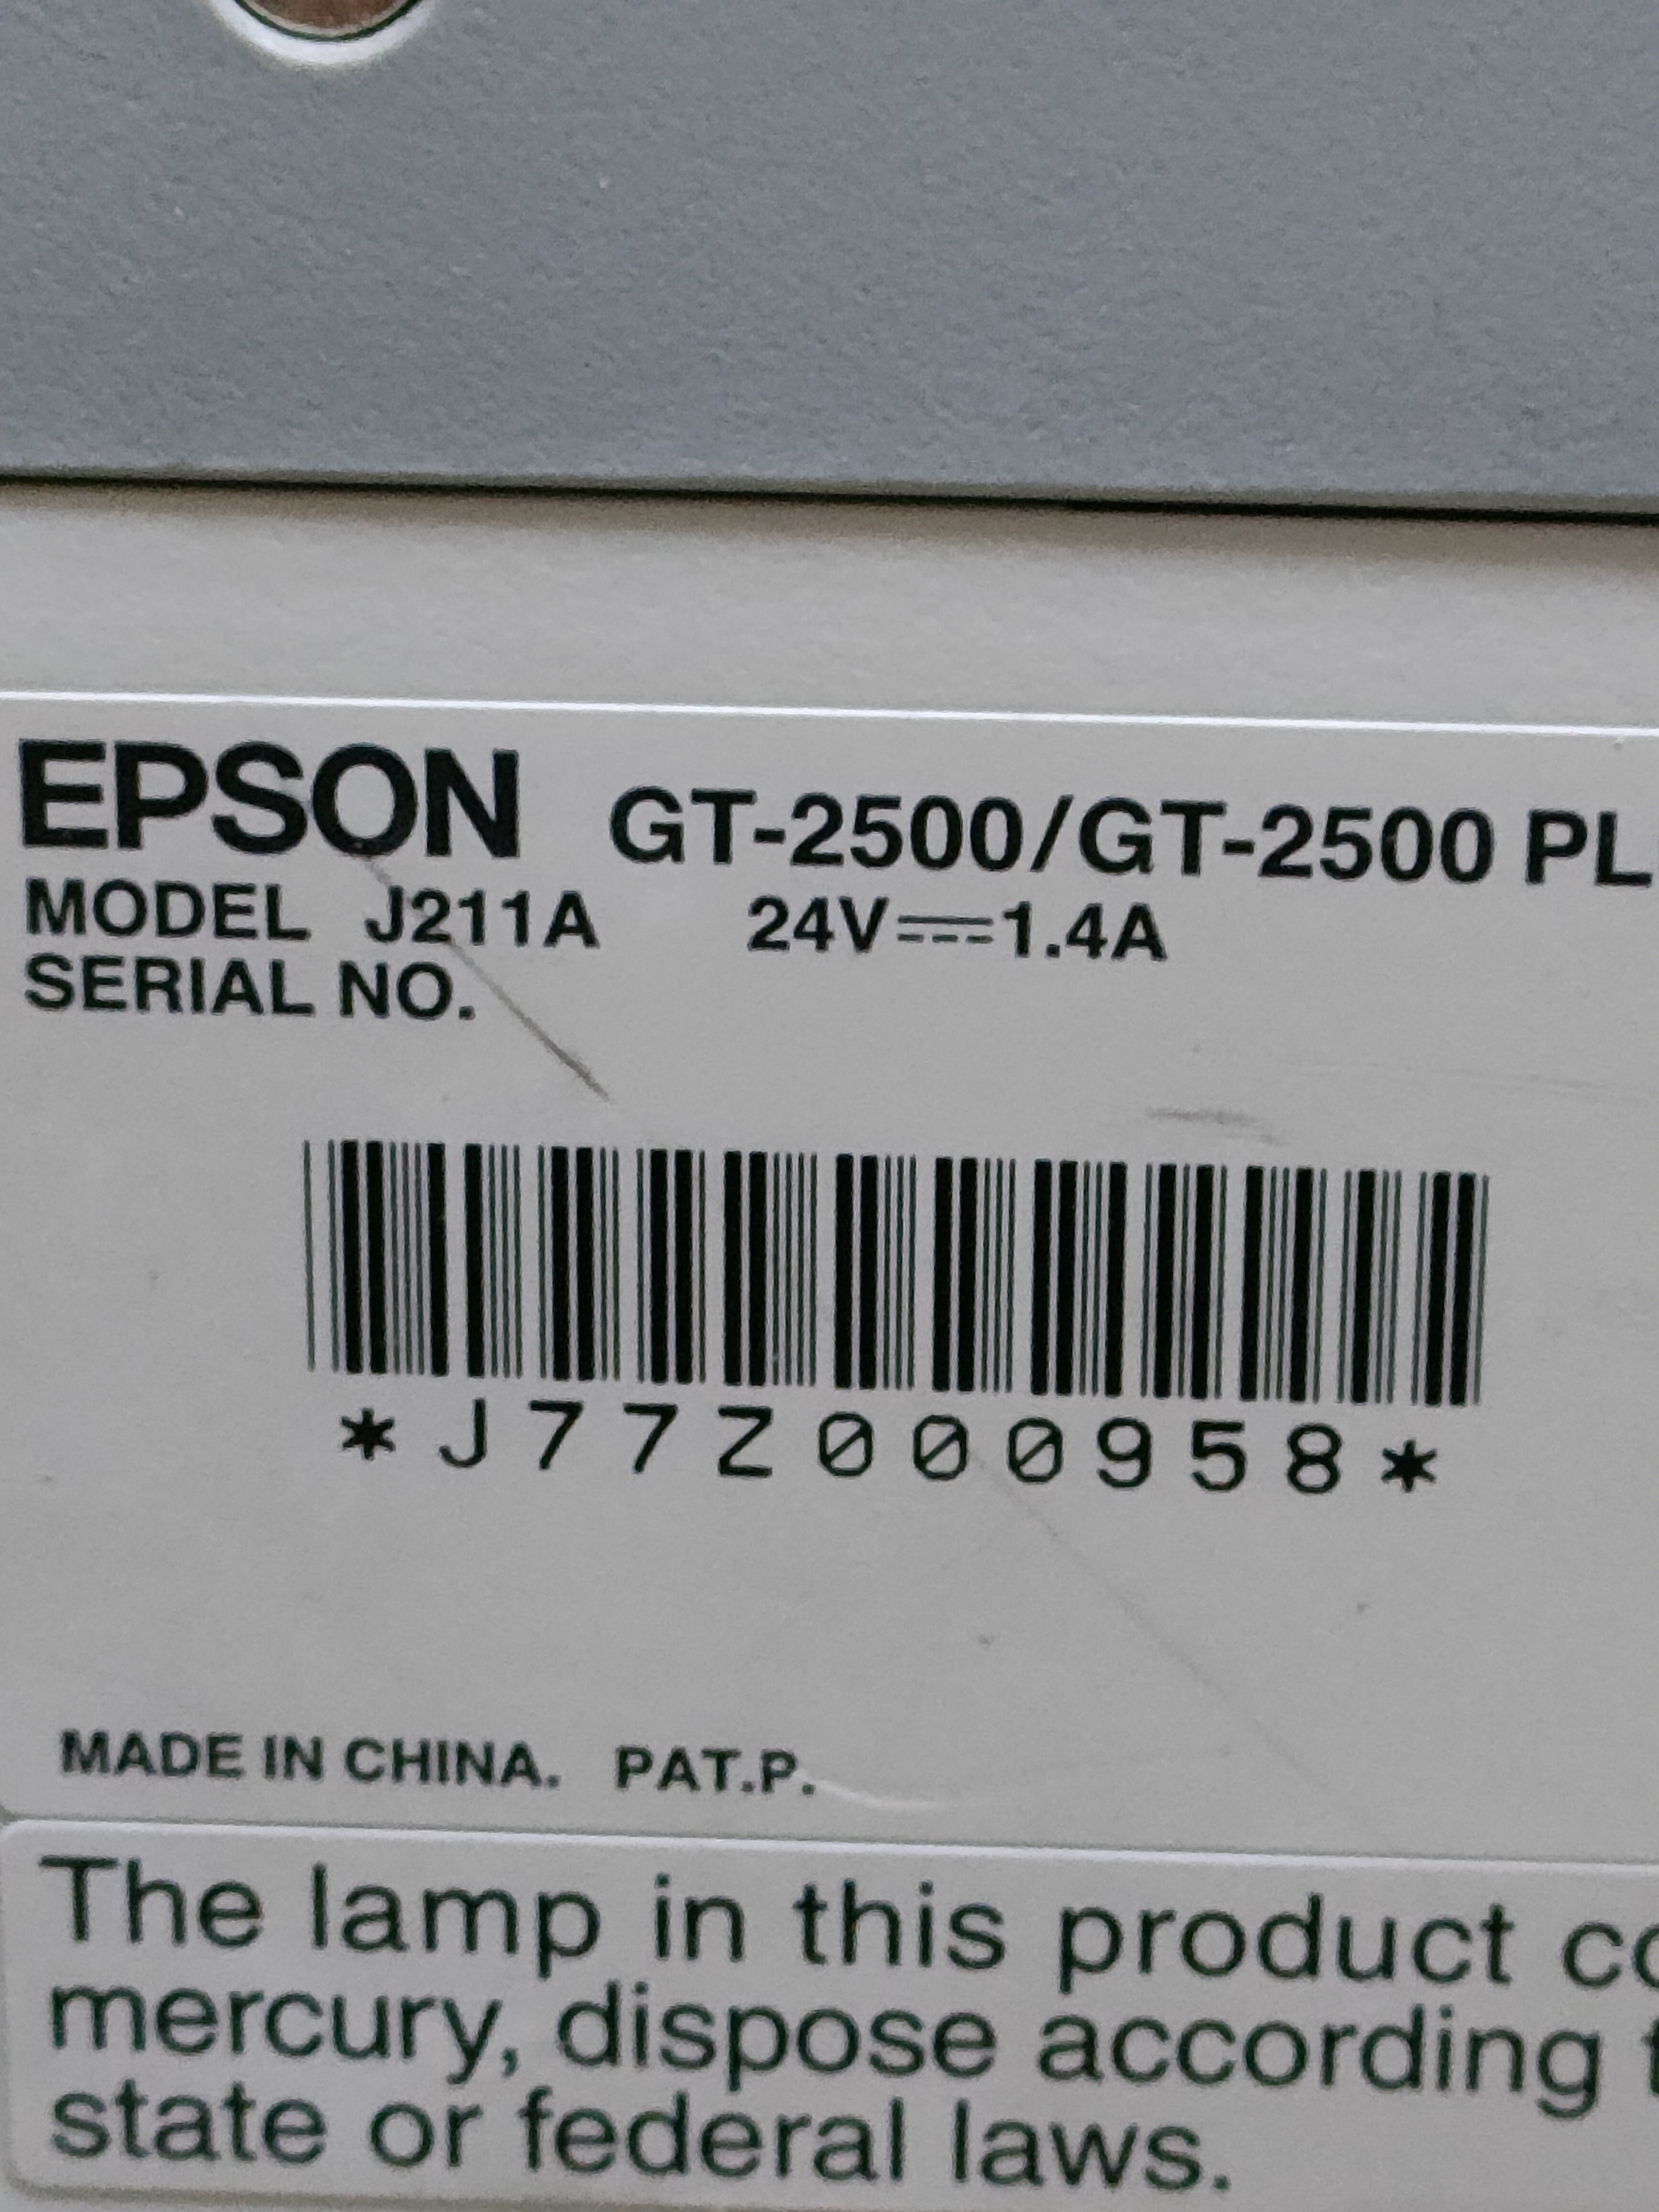 EPSON GT-2500/GT-2500 PL
MODEL J211A 24V⎓1.4A
SERIAL NO.
*J77Z000958*
MADE IN CHINA. PAT.P.
The lamp in this product co
mercury, dispose according t
state or federal laws.